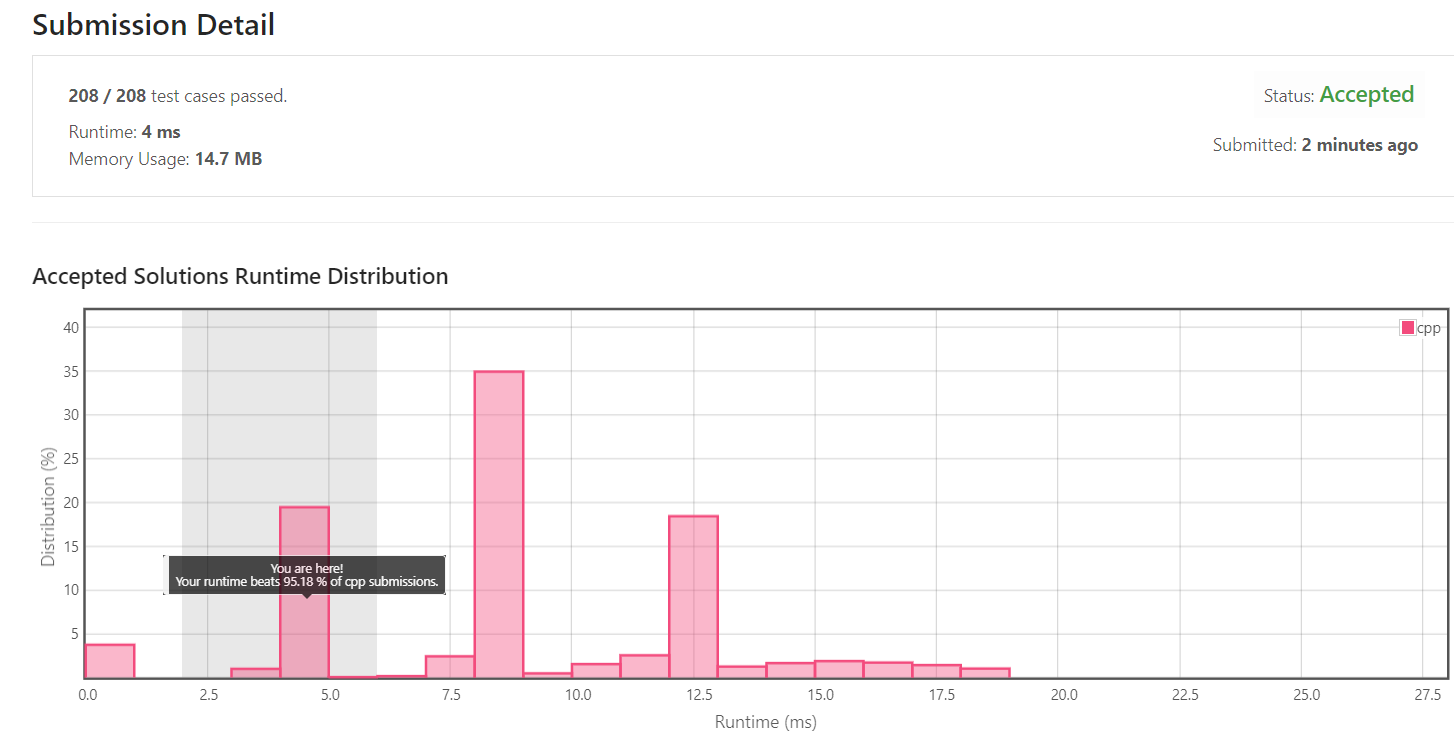 Submission Detail
208 / 208 test cases passed.
Status: Accepted
Runtime: 4 ms
Submitted: 2 minutes ago
Memory Usage: 14.7 MB
Accepted Solutions Runtime Distribution
cpp
40
35
30
25
20
15
10
5
Distribution (%)
You are here!
Your runtime beats 95.18 % of cpp submissions.
0.0 2.5 5.0 7.5 10.0 12.5 15.0 17.5 20.0 22.5 25.0 27.5
Runtime (ms)